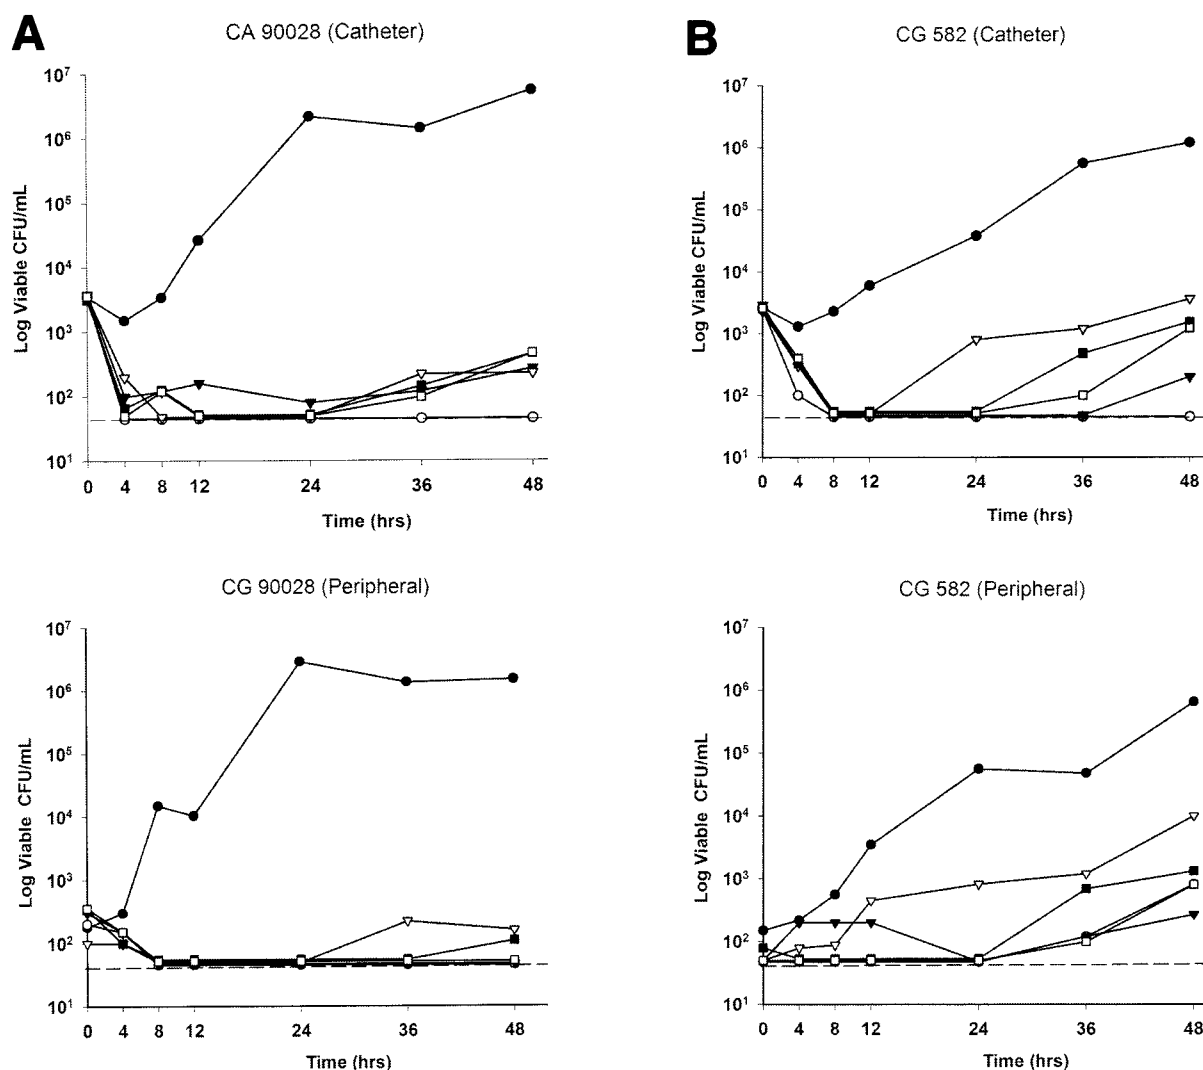 A
CA 90028 (Catheter)
10⁷
10⁶
10⁵
10⁴
10³
10²
10¹
Log Viable CFU/mL
0 4 8 12 24 36 48
Time (hrs)
B
CG 582 (Catheter)
10⁷
10⁶
10⁵
10⁴
10³
10²
10¹
Log Viable CFU/mL
0 4 8 12 24 36 48
Time (hrs)
CG 90028 (Peripheral)
10⁷
10⁶
10⁵
10⁴
10³
10²
10¹
Log Viable CFU/mL
0 4 8 12 24 36 48
Time (hrs)
CG 582 (Peripheral)
10⁷
10⁶
10⁵
10⁴
10³
10²
10¹
Log Viable CFU/mL
0 4 8 12 24 36 48
Time (hrs)